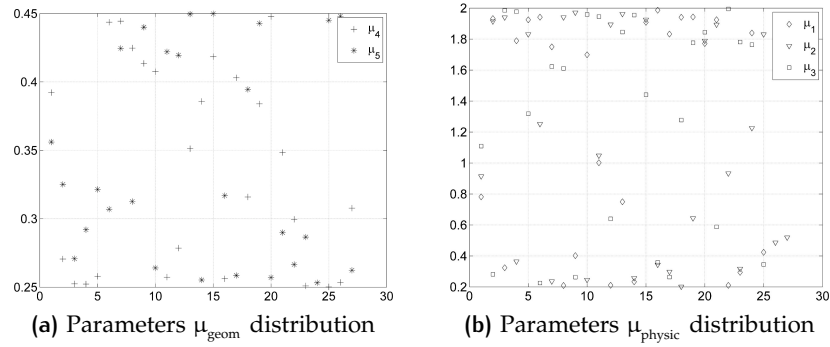 0.45
0.4
0.35
0.3
0.25
0 5 10 15 20 25 30
μ4
μ5
(a) Parameters μgeom distribution
2
1.8
1.6
1.4
1.2
1
0.8
0.6
0.4
0.2
0 5 10 15 20 25 30
μ1
μ2
μ3
(b) Parameters μphysic distribution